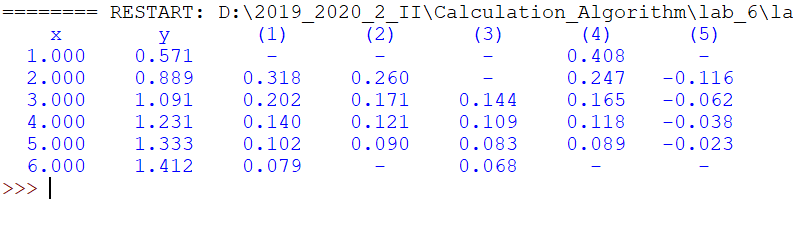 ======== RESTART: D:\2019_2020_2_II\Calculation_Algorithm\lab_6\la
x y (1) (2) (3) (4) (5)
1.000 0.571 - - - 0.408 -
2.000 0.889 0.318 0.260 - 0.247 -0.116
3.000 1.091 0.202 0.171 0.144 0.165 -0.062
4.000 1.231 0.140 0.121 0.109 0.118 -0.038
5.000 1.333 0.102 0.090 0.083 0.089 -0.023
6.000 1.412 0.079 - 0.068 - -
>>>